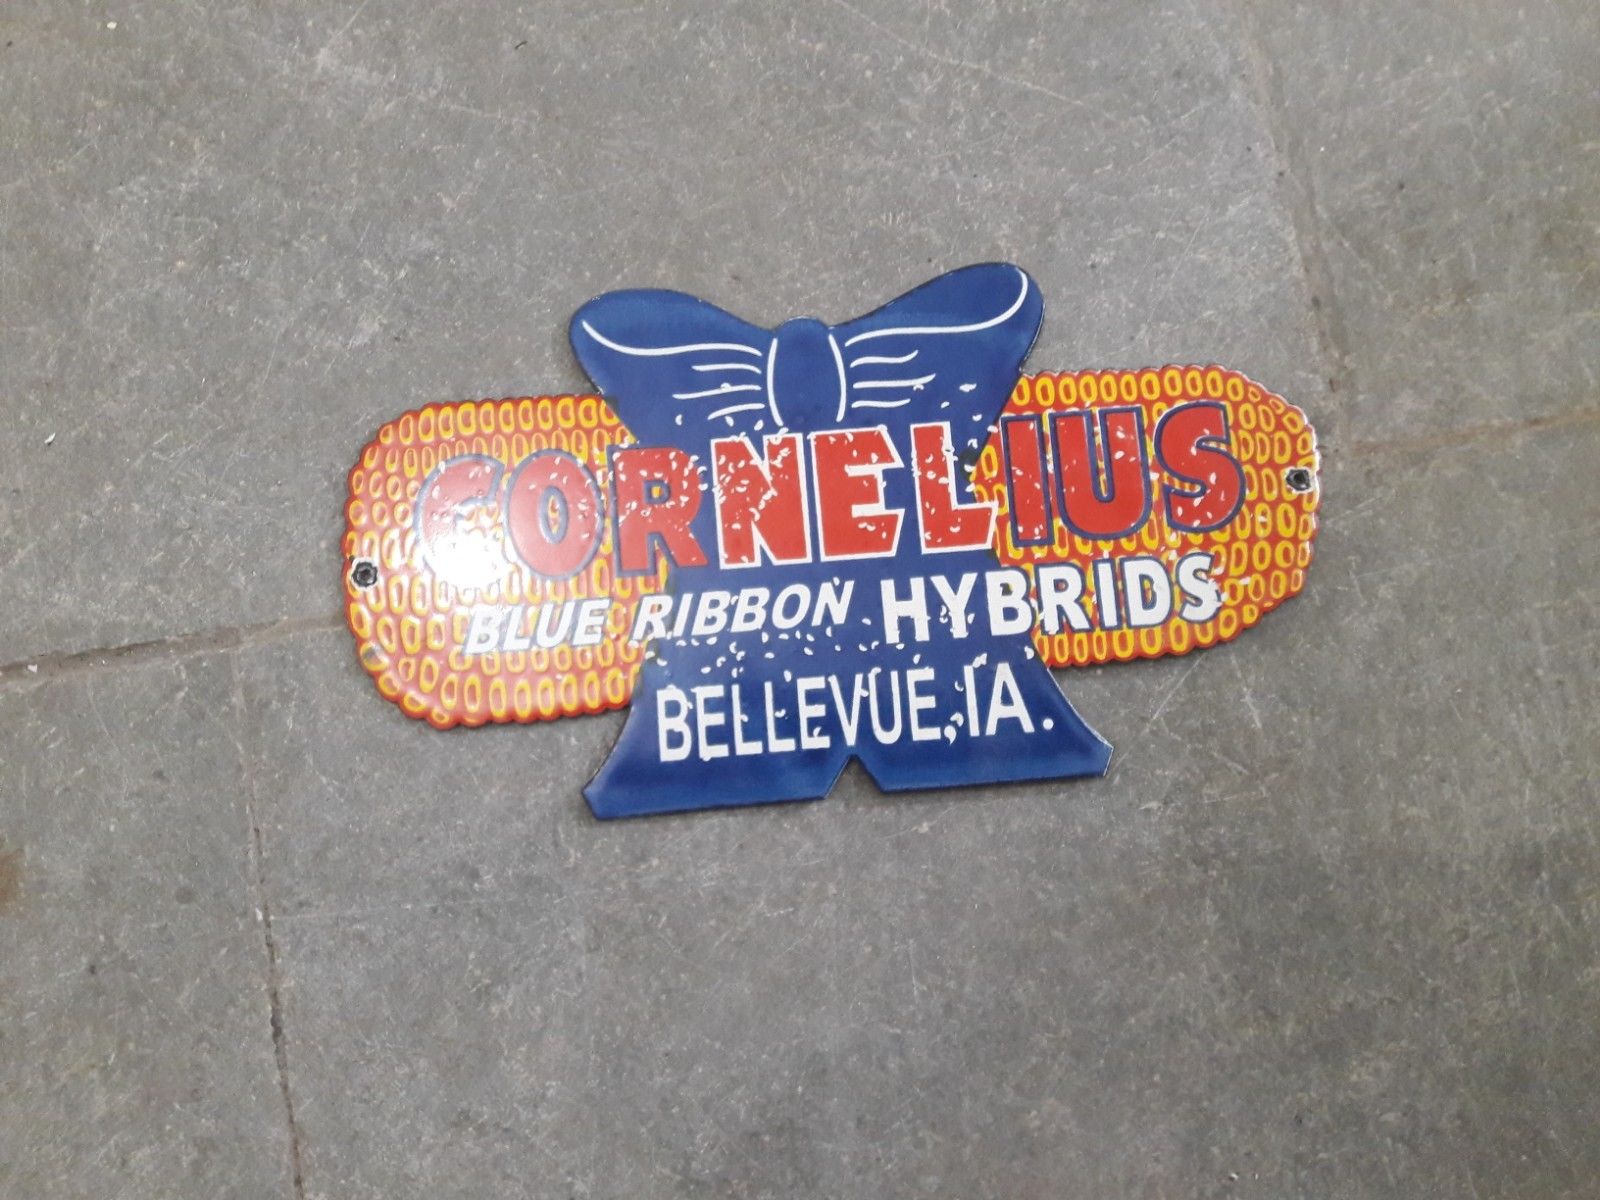 CORNELIUS
BLUE RIBBON HYBRIDS
BELLEVUE, IA.